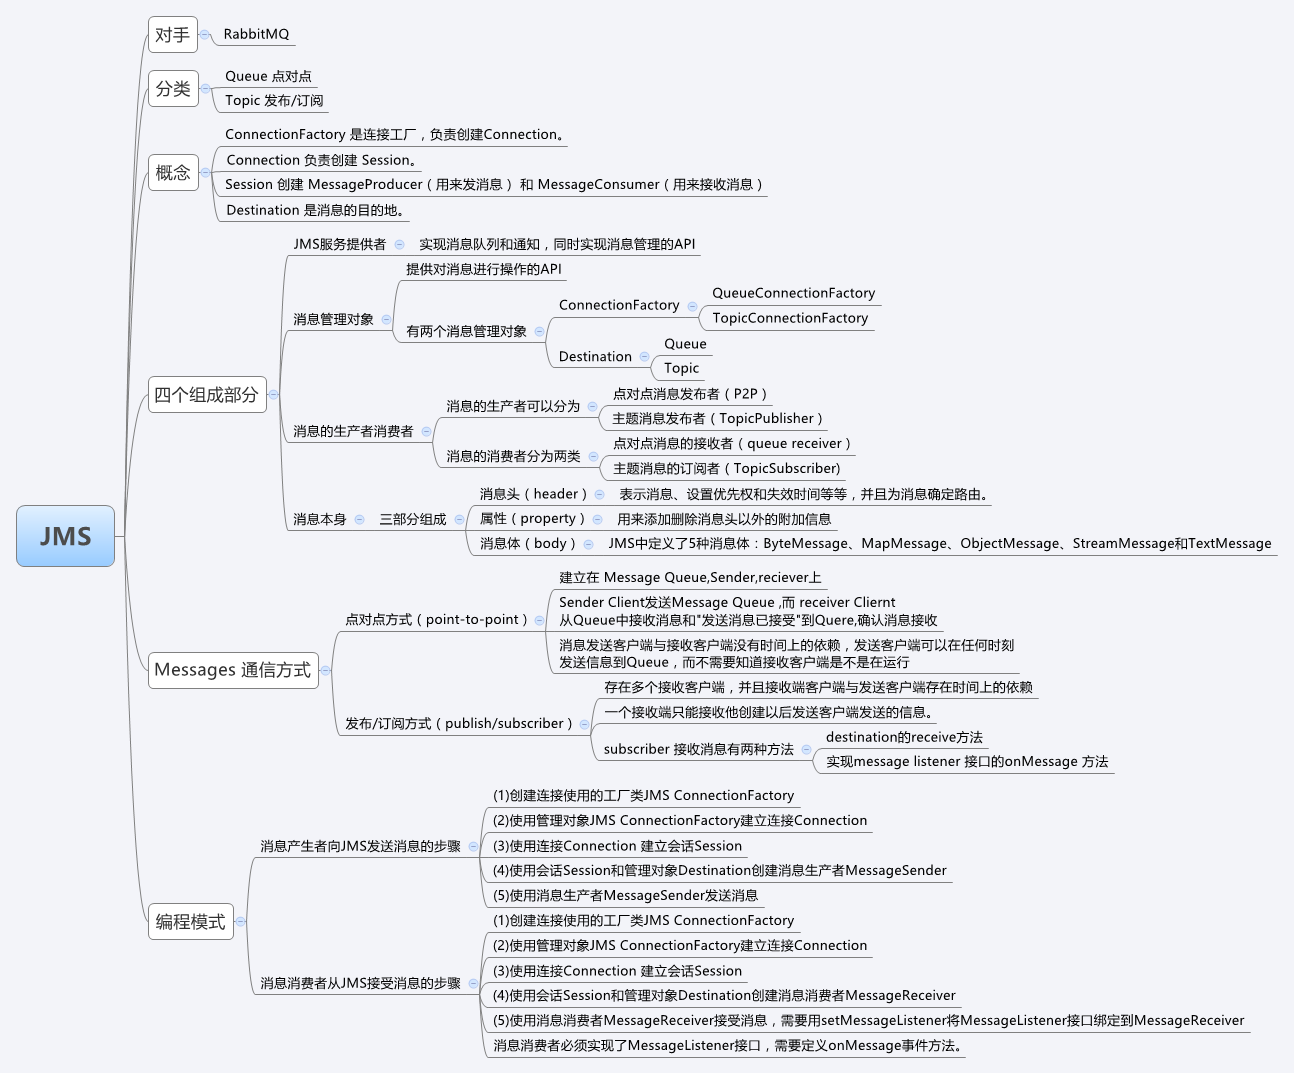 JMS
对手
RabbitMQ
分类
Queue 点对点
Topic 发布/订阅
概念
ConnectionFactory 是连接工厂，负责创建Connection。
Connection 负责创建 Session。
Session 创建 MessageProducer（用来发消息） 和 MessageConsumer（用来接收消息）
Destination 是消息的目的地。
四个组成部分
JMS服务提供者
实现消息队列和通知，同时实现消息管理的API
消息管理对象
提供对消息进行操作的API
有两个消息管理对象
ConnectionFactory
QueueConnectionFactory
TopicConnectionFactory
Destination
Queue
Topic
消息的生产者消费者
消息的生产者可以分为
点对点消息发布者（P2P）
主题消息发布者（TopicPublisher）
消息的消费者分为两类
点对点消息的接收者（queue receiver）
主题消息的订阅者（TopicSubscriber)
消息本身
三部分组成
消息头（header）
表示消息、设置优先权和失效时间等等，并且为消息确定路由。
属性（property）
用来添加删除消息头以外的附加信息
消息体（body）
JMS中定义了5种消息体：ByteMessage、MapMessage、ObjectMessage、StreamMessage和TextMessage
Messages 通信方式
点对点方式（point-to-point）
建立在 Message Queue,Sender,reciever上
Sender Client发送Message Queue ,而 receiver Cliernt
从Queue中接收消息和"发送消息已接受"到Quere,确认消息接收
消息发送客户端与接收客户端没有时间上的依赖，发送客户端可以在任何时刻
发送信息到Queue，而不需要知道接收客户端是不是在运行
发布/订阅方式（publish/subscriber）
存在多个接收客户端，并且接收端客户端与发送客户端存在时间上的依赖
一个接收端只能接收他创建以后发送客户端发送的信息。
subscriber 接收消息有两种方法
destination的receive方法
实现message listener 接口的onMessage 方法
编程模式
消息产生者向JMS发送消息的步骤
(1)创建连接使用的工厂类JMS ConnectionFactory
(2)使用管理对象JMS ConnectionFactory建立连接Connection
(3)使用连接Connection 建立会话Session
(4)使用会话Session和管理对象Destination创建消息生产者MessageSender
(5)使用消息生产者MessageSender发送消息
消息消费者从JMS接受消息的步骤
(1)创建连接使用的工厂类JMS ConnectionFactory
(2)使用管理对象JMS ConnectionFactory建立连接Connection
(3)使用连接Connection 建立会话Session
(4)使用会话Session和管理对象Destination创建消息消费者MessageReceiver
(5)使用消息消费者MessageReceiver接受消息，需要用setMessageListener将MessageListener接口绑定到MessageReceiver
消息消费者必须实现了MessageListener接口，需要定义onMessage事件方法。